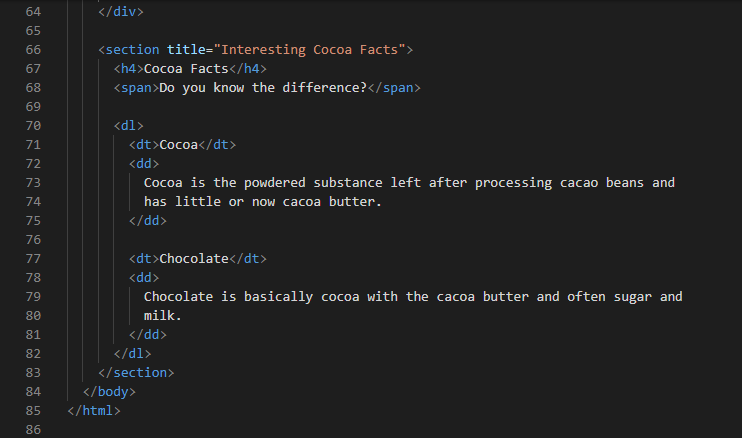 64 </div>
65
66 <section title="Interesting Cocoa Facts">
67 <h4>Cocoa Facts</h4>
68 <span>Do you know the difference?</span>
69
70 <dl>
71 <dt>Cocoa</dt>
72 <dd>
73 Cocoa is the powdered substance left after processing cacao beans and
74 has little or now cacoa butter.
75 </dd>
76
77 <dt>Chocolate</dt>
78 <dd>
79 Chocolate is basically cocoa with the cacoa butter and often sugar and
80 milk.
81 </dd>
82 </dl>
83 </section>
84 </body>
85 </html>
86